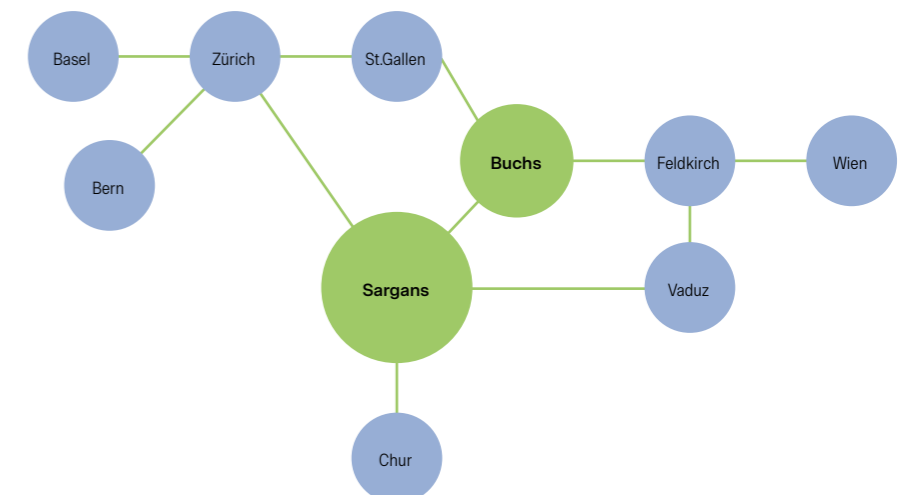 Basel
Zürich
St.Gallen
Buchs
Feldkirch
Wien
Bern
Sargans
Vaduz
Chur